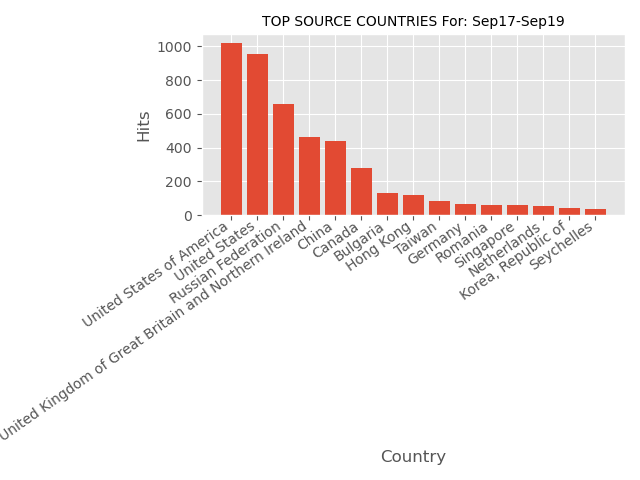 TOP SOURCE COUNTRIES For: Sep17-Sep19
Hits
1000
800
600
400
200
0
United States of America
United States
Russian Federation
United Kingdom of Great Britain and Northern Ireland
China
Canada
Bulgaria
Hong Kong
Taiwan
Germany
Romania
Singapore
Netherlands
Korea, Republic of
Seychelles
Country